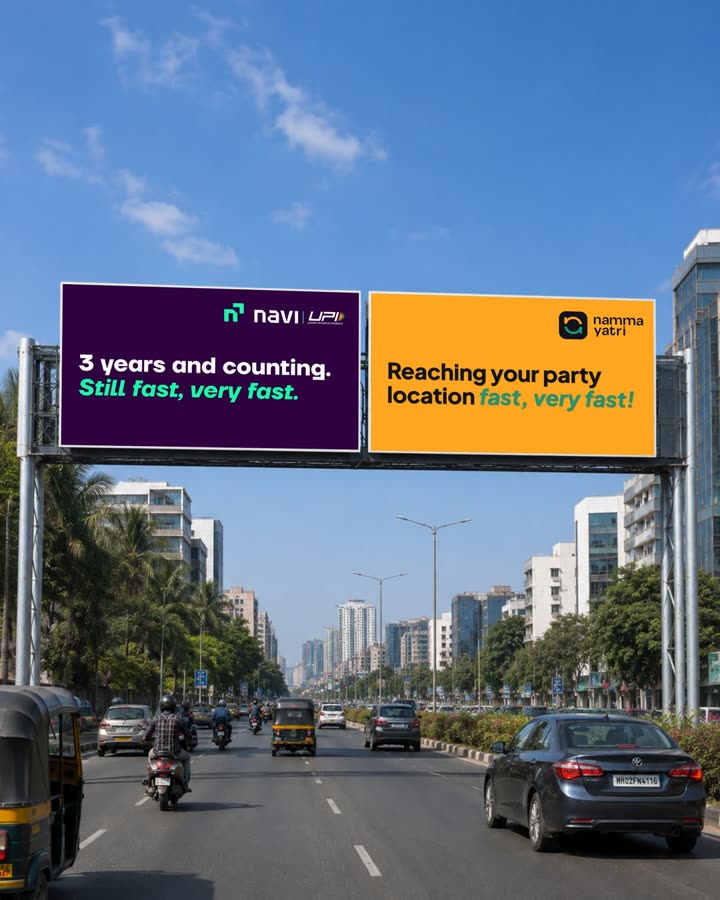 navi | UPI
3 years and counting.
Still fast, very fast.
namma
yatri
Reaching your party
location fast, very fast!
MH02FN4116